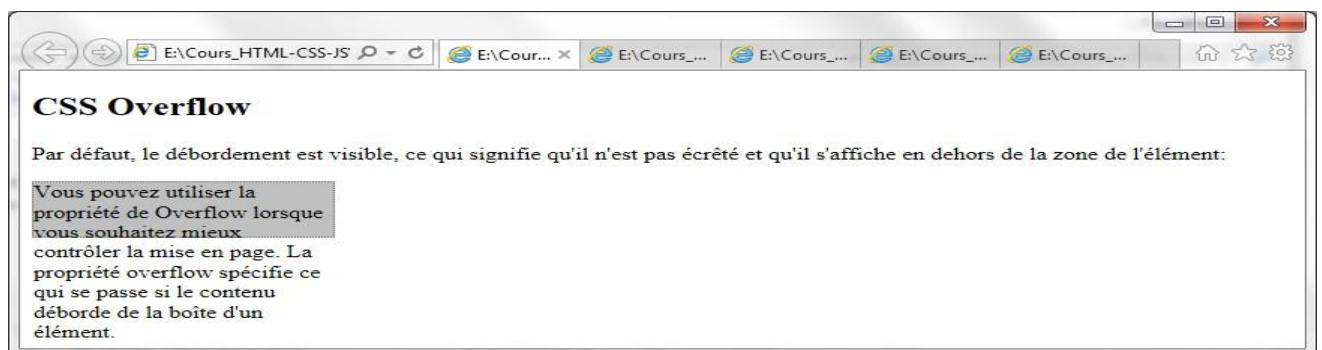 E:\Cours_HTML-CSS-JS
E:\Cour...
E:\Cours_...
E:\Cours_...
E:\Cours_...
E:\Cours_...
CSS Overflow
Par défaut, le débordement est visible, ce qui signifie qu'il n'est pas écrêté et qu'il s'affiche en dehors de la zone de l'élément:
Vous pouvez utiliser la
propriété de Overflow lorsque
vous souhaitez mieux
contrôler la mise en page. La
propriété overflow spécifie ce
qui se passe si le contenu
déborde de la boîte d'un
élément.